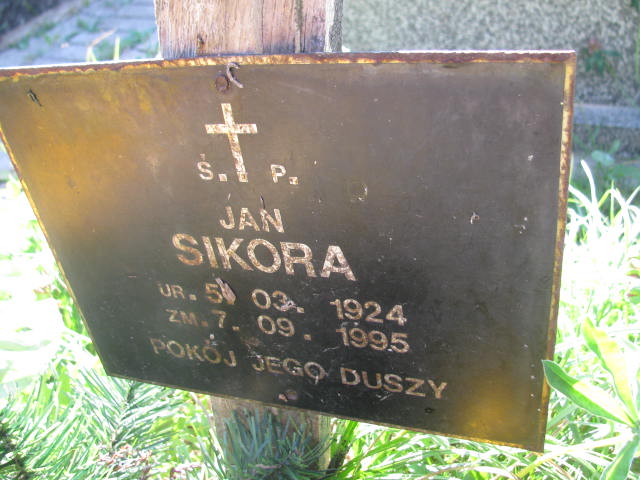 Ś. P.
JAN
SIKORA
UR. 5. 03. 1924
ZM. 7. 09. 1995
POKÓJ JEGO DUSZY